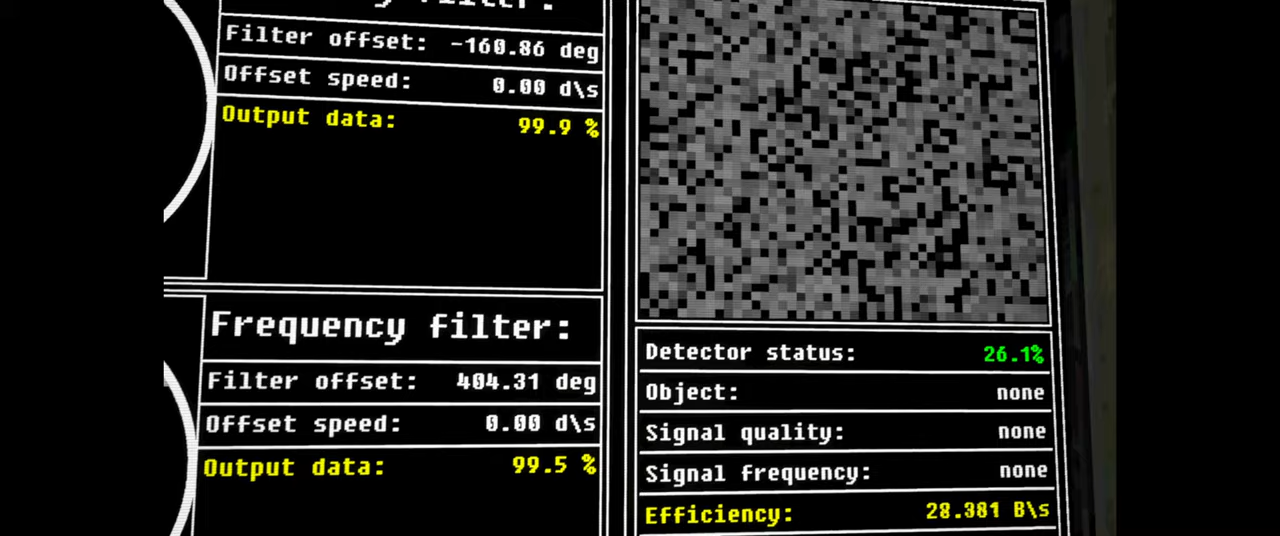 filter:
Filter offset: -160.86 deg
Offset speed: 0.00 d\s
Output data: 99.9 %
Frequency filter:
Filter offset: 404.31 deg
Offset speed: 0.00 d\s
Output data: 99.5 %
Detector status: 26.1%
Object: none
Signal quality: none
Signal frequency: none
Efficiency: 28.381 B\s